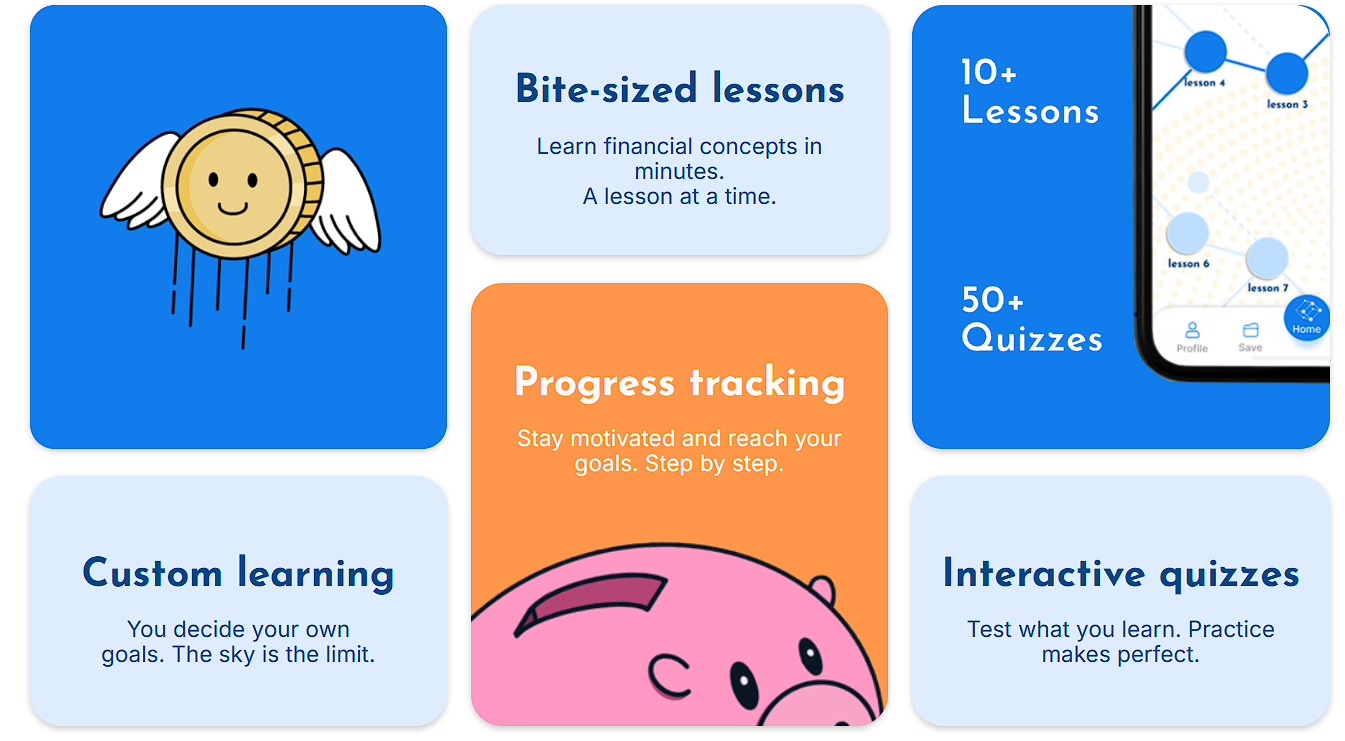 Bite-sized lessons
Learn financial concepts in
minutes.
A lesson at a time.
10+
Lessons
50+
Quizzes
lesson 4
lesson 3
lesson 6
lesson 7
Profile
Save
Home
Progress tracking
Stay motivated and reach your
goals. Step by step.
Custom learning
You decide your own
goals. The sky is the limit.
Interactive quizzes
Test what you learn. Practice
makes perfect.